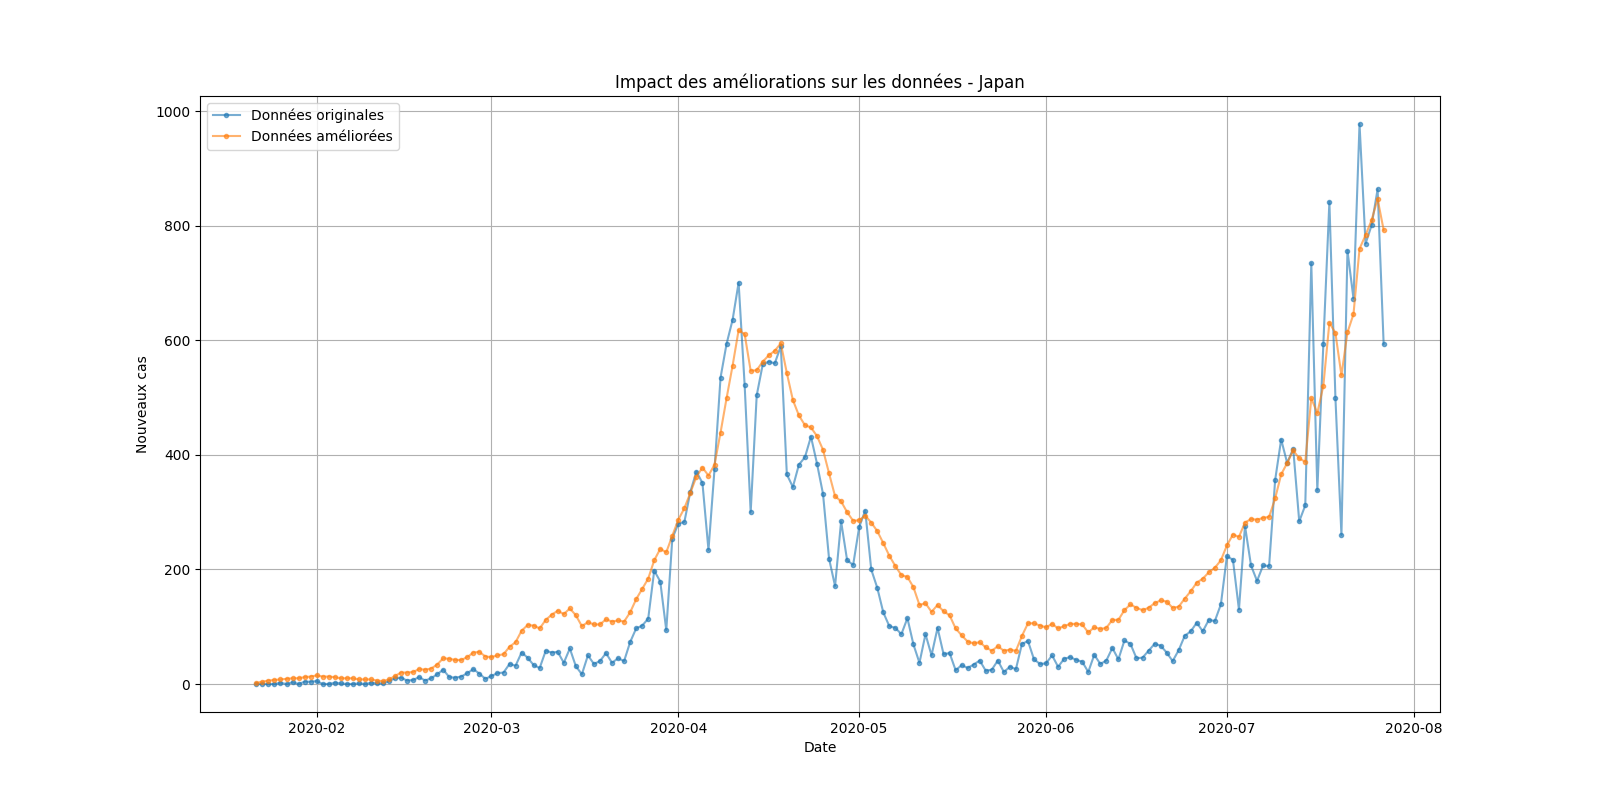 Impact des améliorations sur les données - Japan
Données originales
Données améliorées
Nouveaux cas
1000
800
600
400
200
0
2020-02
2020-03
2020-04
2020-05
2020-06
2020-07
2020-08
Date